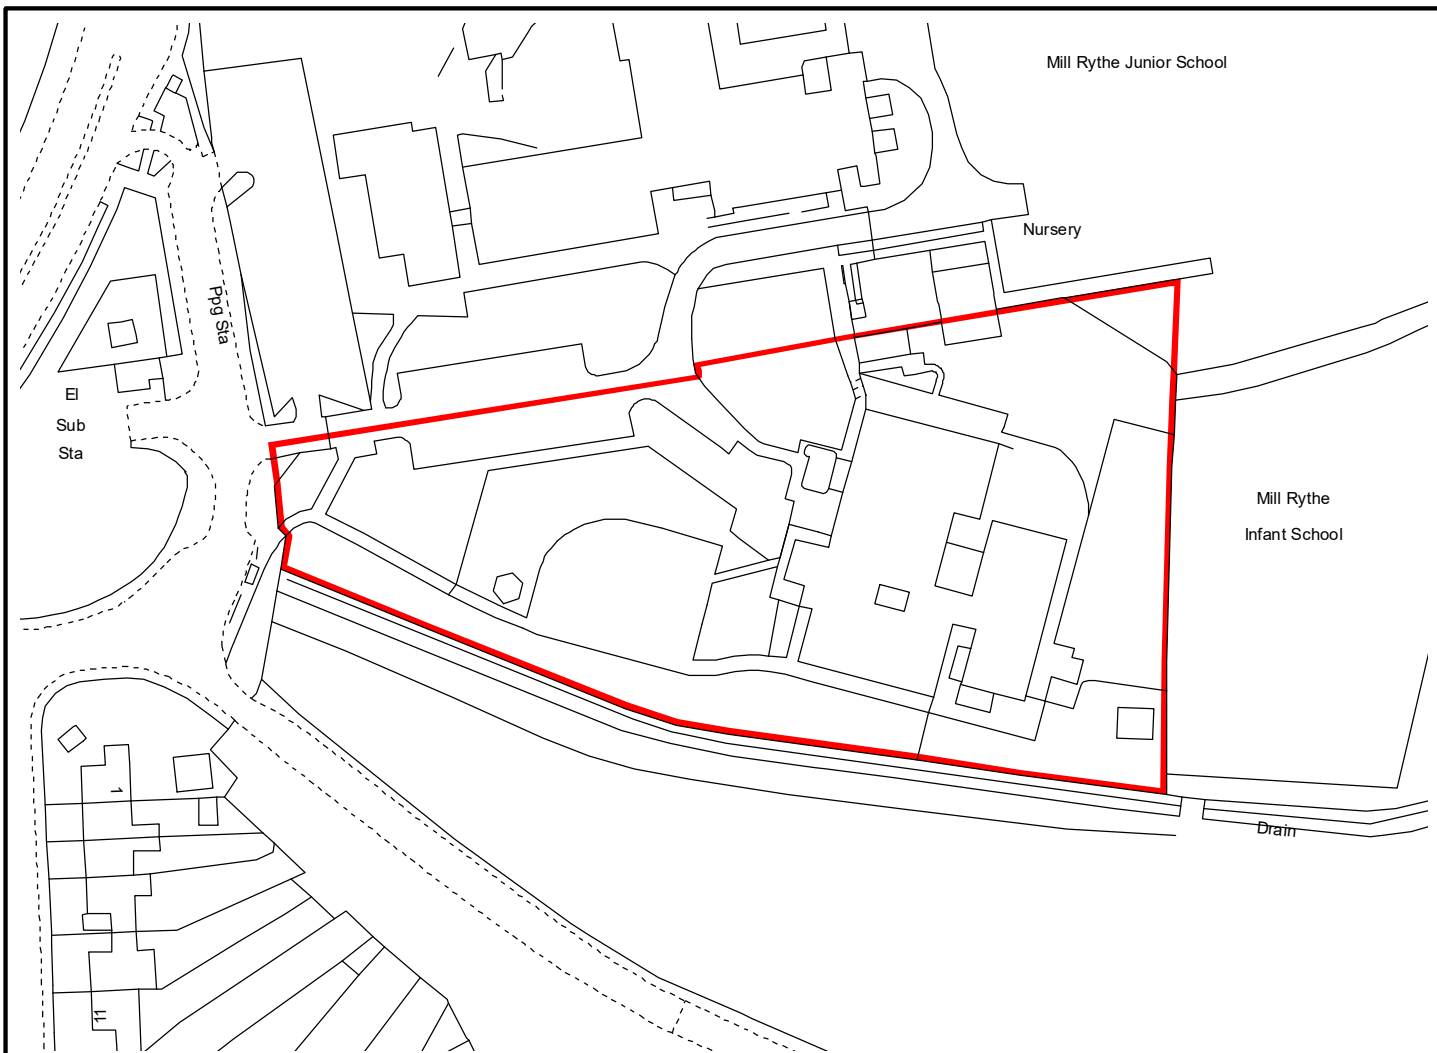 Mill Rythe Junior School
Nursery
Ppg Sta
El
Sub
Sta
Mill Rythe
Infant School
1
Drain
11